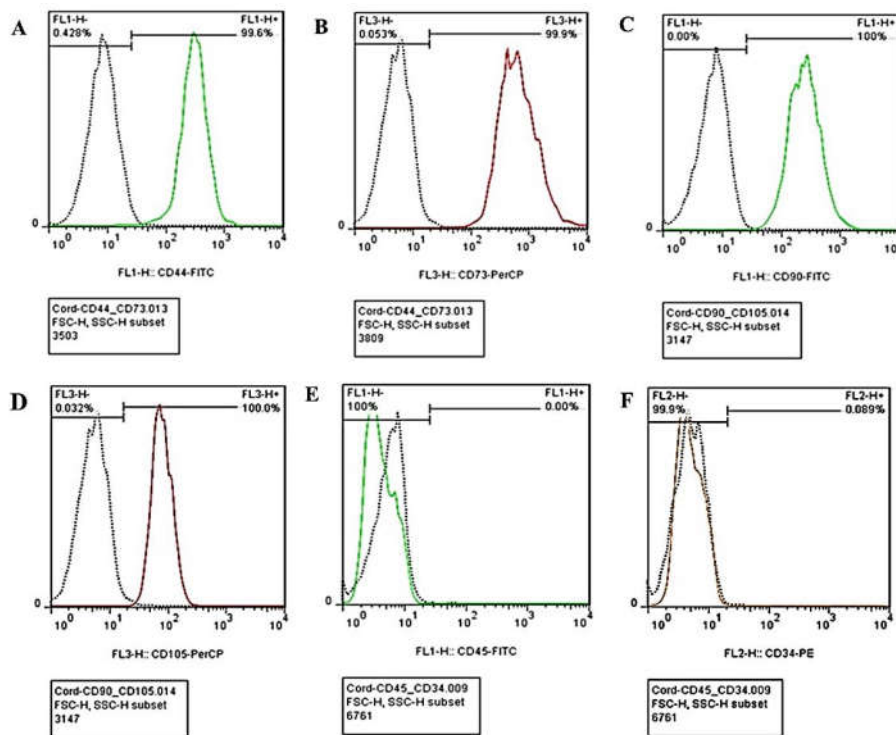 A
FL1-H-
0.428%
FL1-H+
99.6%
0
10^0 10^1 10^2 10^3 10^4
FL1-H:: CD44-FITC
Cord-CD44_CD73.013
FSC-H, SSC-H subset
3503
B
FL3-H-
0.053%
FL3-H+
99.9%
0
10^0 10^1 10^2 10^3 10^4
FL3-H:: CD73-PerCP
Cord-CD44_CD73.013
FSC-H, SSC-H subset
3809
C
FL1-H-
0.00%
FL1-H+
100%
0
10^0 10^1 10^2 10^3 10^4
FL1-H:: CD90-FITC
Cord-CD90_CD105.014
FSC-H, SSC-H subset
3147
D
FL3-H-
0.032%
FL3-H+
100.0%
0
10^0 10^1 10^2 10^3 10^4
FL3-H:: CD105-PerCP
Cord-CD90_CD105.014
FSC-H, SSC-H subset
3147
E
FL1-H-
100%
FL1-H+
0.00%
0
10^0 10^1 10^2 10^3 10^4
FL1-H:: CD45-FITC
Cord-CD45_CD34.009
FSC-H, SSC-H subset
6761
F
FL2-H-
99.9%
FL2-H+
0.089%
0
10^0 10^1 10^2 10^3 10^4
FL2-H:: CD34-PE
Cord-CD45_CD34.009
FSC-H, SSC-H subset
6761